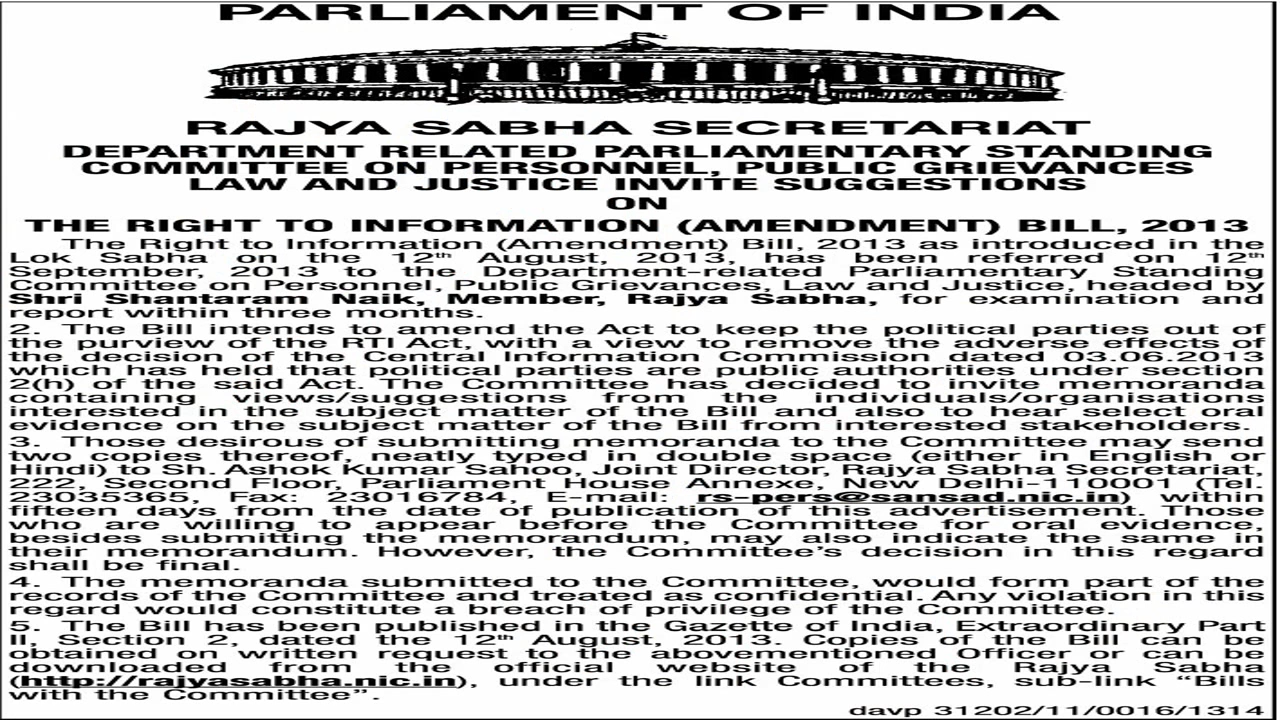 PARLIAMENT OF INDIA
RAJYA SABHA SECRETARIAT
DEPARTMENT RELATED PARLIAMENTARY STANDING
COMMITTEE ON PERSONNEL, PUBLIC GRIEVANCES
LAW AND JUSTICE INVITE SUGGESTIONS
ON
THE RIGHT TO INFORMATION (AMENDMENT) BILL, 2013
The Right to Information (Amendment) Bill, 2013 as introduced in the
Lok Sabha on the 12th August, 2013, has been referred on 12th
September, 2013 to the Department-related Parliamentary Standing
Committee on Personnel, Public Grievances, Law and Justice, headed by
Shri Shantaram Naik, Member, Rajya Sabha, for examination and
report within three months.
2. The Bill intends to amend the Act to keep the political parties out of
the purview of the RTI Act, with a view to remove the adverse effects of
the decision of the Central Information Commission dated 03.06.2013
which has held that political parties are public authorities under section
2(h) of the said Act. The Committee has decided to invite memoranda
containing views/suggestions from the individuals/organisations
interested in the subject matter of the Bill and also to hear select oral
evidence on the subject matter of the Bill from interested stakeholders.
3. Those desirous of submitting memoranda to the Committee may send
two copies thereof, neatly typed in double space (either in English or
Hindi) to Sh. Ashok Kumar Sahoo, Joint Director, Rajya Sabha Secretariat,
222, Second Floor, Parliament House Annexe, New Delhi-110001 (Tel.
23035365, Fax: 23016784, E-mail: rs-pers@sansad.nic.in) within
fifteen days from the date of publication of this advertisement. Those
who are willing to appear before the Committee for oral evidence,
besides submitting the memorandum, may also indicate the same in
their memorandum. However, the Committee's decision in this regard
shall be final.
4. The memoranda submitted to the Committee, would form part of the
records of the Committee and treated as confidential. Any violation in this
regard would constitute a breach of privilege of the Committee.
5. The Bill has been published in the Gazette of India, Extraordinary Part
II, Section 2, dated the 12th August, 2013. Copies of the Bill can be
obtained on written request to the abovementioned Officer or can be
downloaded from the official website of the Rajya Sabha
(http://rajyasabha.nic.in), under the link Committees, sub-link “Bills
with the Committee”.
davp 31202/11/0016/1314